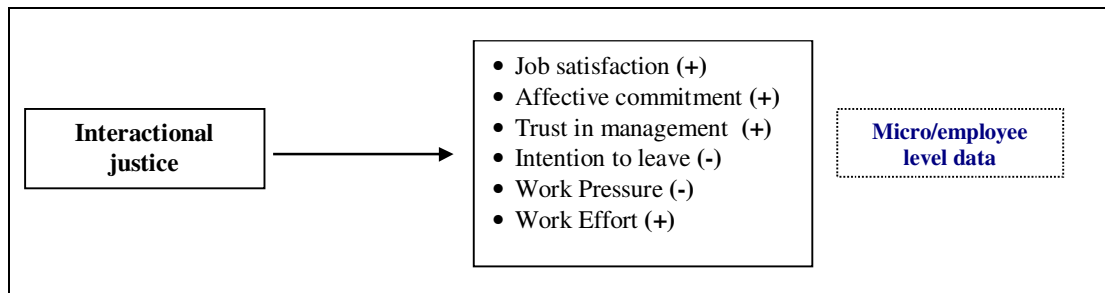 Interactional
justice
• Job satisfaction (+)
• Affective commitment (+)
• Trust in management (+)
• Intention to leave (-)
• Work Pressure (-)
• Work Effort (+)
Micro/employee
level data